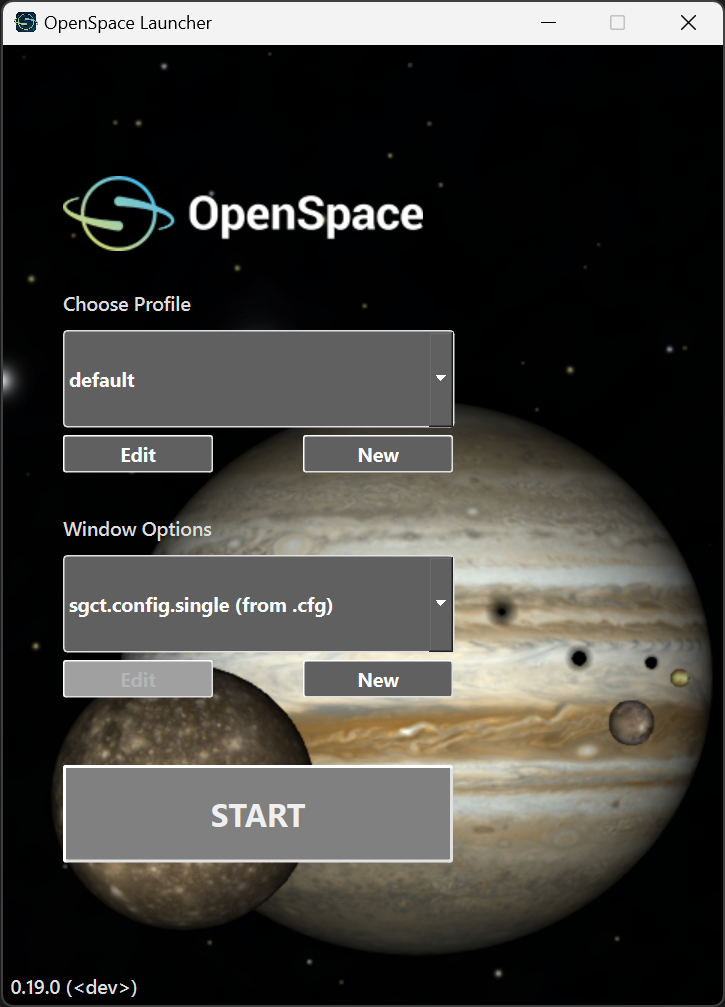 OpenSpace Launcher
OpenSpace
Choose Profile
default
Edit New
Window Options
sgct.config.single (from .cfg)
Edit New
START
0.19.0 (<dev>)